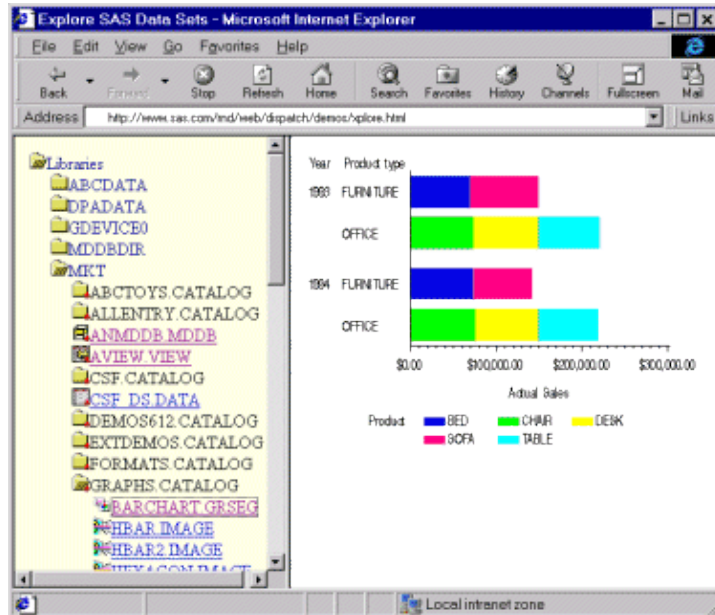 Explore SAS Data Sets - Microsoft Internet Explorer
File Edit View Go Favorites Help
Back Forward Stop Refresh Home Search Favorites History Channels Fullscreen Mail
Address http://www.sas.com/rnd/web/dispatch/demos/xplore.html Links
Libraries
ABCDATA
DPADATA
GDEVICE0
MDDBDIR
MKT
ABCTOYS.CATALOG
ALLENTRY.CATALOG
ANMDDB.MDDB
AVIEW.VIEW
CSF.CATALOG
CSF_DS.DATA
DEMOS612.CATALOG
EXTDEMOS.CATALOG
FORMATS.CATALOG
GRAPHS.CATALOG
BARCHART.GRSEG
HBAR.IMAGE
HBAR2.IMAGE
HEXAGON.IMAGE
Year Product type
1993 FURNITURE
OFFICE
1994 FURNITURE
OFFICE
$0.00 $100,000.00 $200,000.00 $300,000.00
Actual Sales
Product BED CHAIR DESK
SOFA TABLE
Local intranet zone